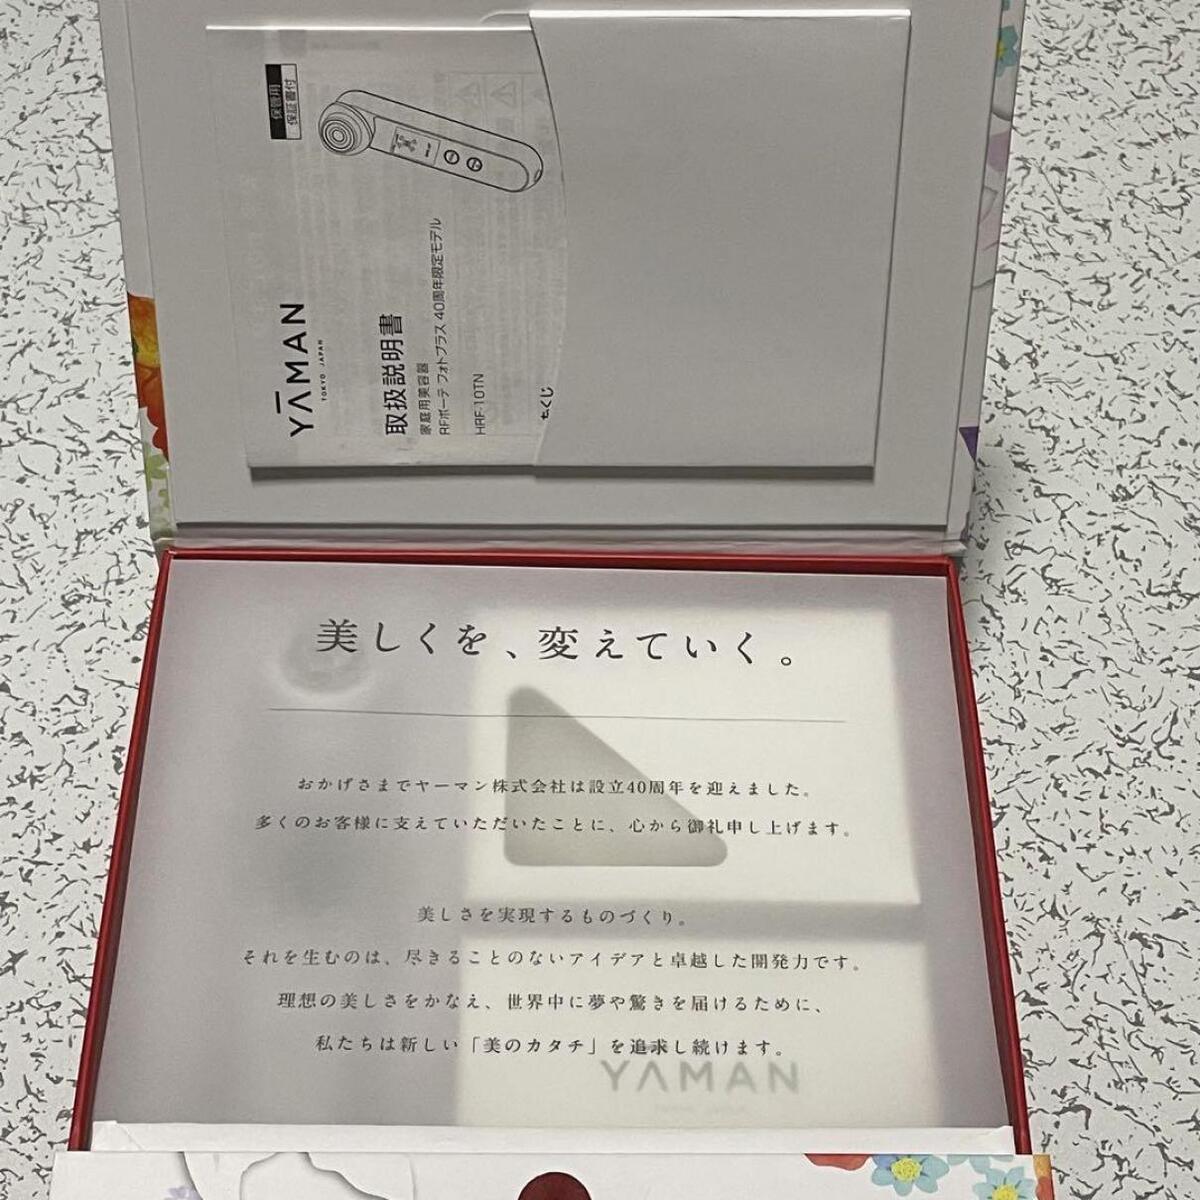 保管用
保証書付
YAMAN
TOKYO JAPAN
取扱説明書
家庭用美容器
RFボーテ フォトプラス 40周年限定モデル
HRF-10TN
もくじ
美しくを、変えていく。
おかげさまでヤーマン株式会社は設立40周年を迎えました。
多くのお客様に支えていただいたことに、心から御礼申し上げます。
美しさを実現するものづくり。
それを生むのは、尽きることのないアイデアと卓越した開発力です。
理想の美しさをかなえ、世界中に夢や驚きを届けるために、
私たちは新しい「美のカタチ」を追求し続けます。
YAMAN